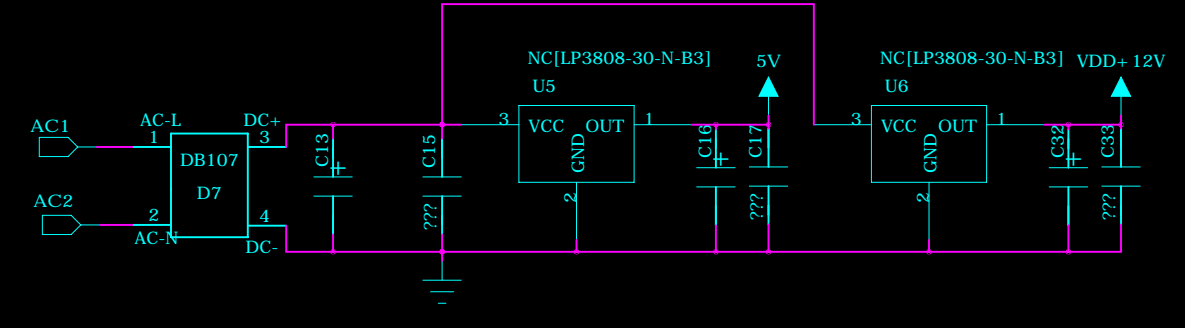 NC[LP3808-30-N-B3]
5V
NC[LP3808-30-N-B3]
VDD+12V
U5
U6
AC1
AC-L
DC+
1
3
C13
C15
3
VCC
OUT
1
GND
C16
C17
3
VCC
OUT
1
GND
C32
C33
DB107
D7
AC2
2
4
AC-N
DC-
+
???
2
+
???
2
+
???